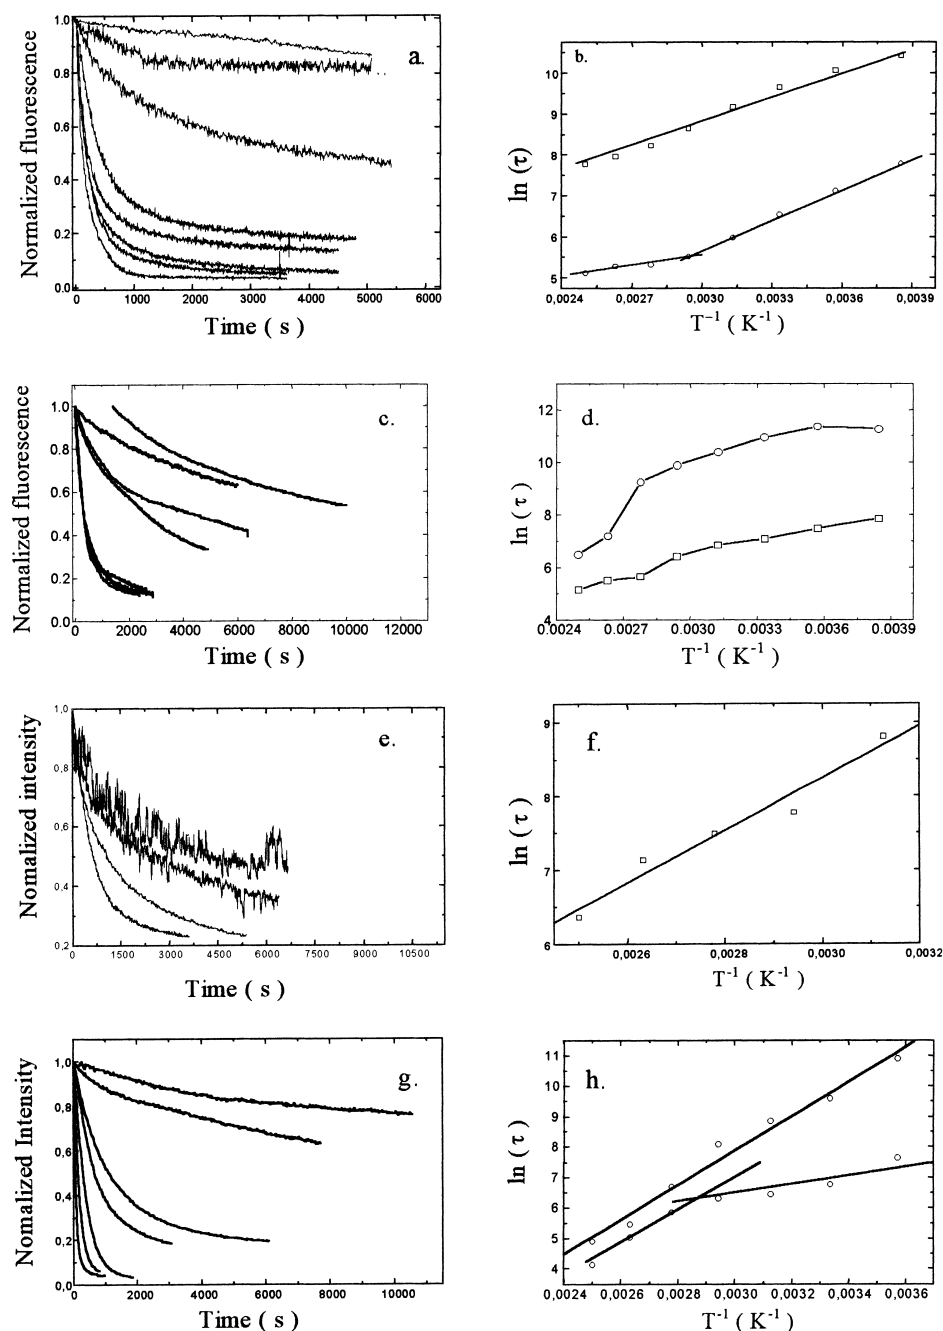 a.
Normalized fluorescence
1.0
0.8
0.6
0.4
0.2
0.0
0 1000 2000 3000 4000 5000 6000
Time ( s )
b.
ln (τ)
10
9
8
7
6
5
0,0024 0,0027 0,0030 0,0033 0,0036 0,0039
T⁻¹ ( K⁻¹ )
c.
Normalized fluorescence
1.0
0.8
0.6
0.4
0.2
0.0
0 2000 4000 6000 8000 10000 12000
Time ( s )
d.
ln ( τ )
12
10
8
6
4
0.0024 0.0027 0.0030 0.0033 0.0036 0.0039
T⁻¹ ( K⁻¹ )
e.
Nomalized intensity
1,0
0,8
0,6
0,4
0,2
0 1500 3000 4500 6000 7500 9000 10500
Time ( s )
f.
ln ( τ )
9
8
7
6
0,0026 0,0028 0,0030 0,0032
T⁻¹ ( K⁻¹ )
g.
Nomalized Intensity
1,0
0,8
0,6
0,4
0,2
0,0
0 2000 4000 6000 8000 10000
Time ( s )
h.
ln ( τ )
11
10
9
8
7
6
5
4
0,0024 0,0026 0,0028 0,0030 0,0032 0,0034 0,0036
T⁻¹ ( K⁻¹ )